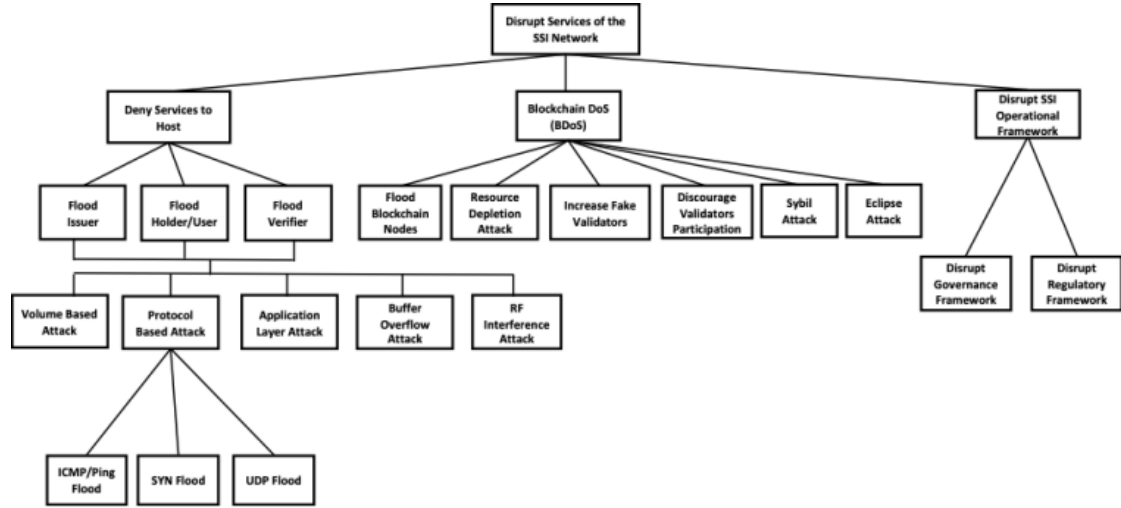 Disrupt Services of the
SSI Network
Deny Services to
Host
Blockchain DoS
(BDoS)
Disrupt SSI
Operational
Framework
Flood
Issuer
Flood
Holder/User
Flood
Verifier
Flood
Blockchain
Nodes
Resource
Depletion
Attack
Increase Fake
Validators
Discourage
Validators
Participation
Sybil
Attack
Eclipse
Attack
Disrupt
Governance
Framework
Disrupt
Regulatory
Framework
Volume Based
Attack
Protocol
Based Attack
Application
Layer Attack
Buffer
Overflow
Attack
RF
Interference
Attack
ICMP/Ping
Flood
SYN Flood
UDP Flood